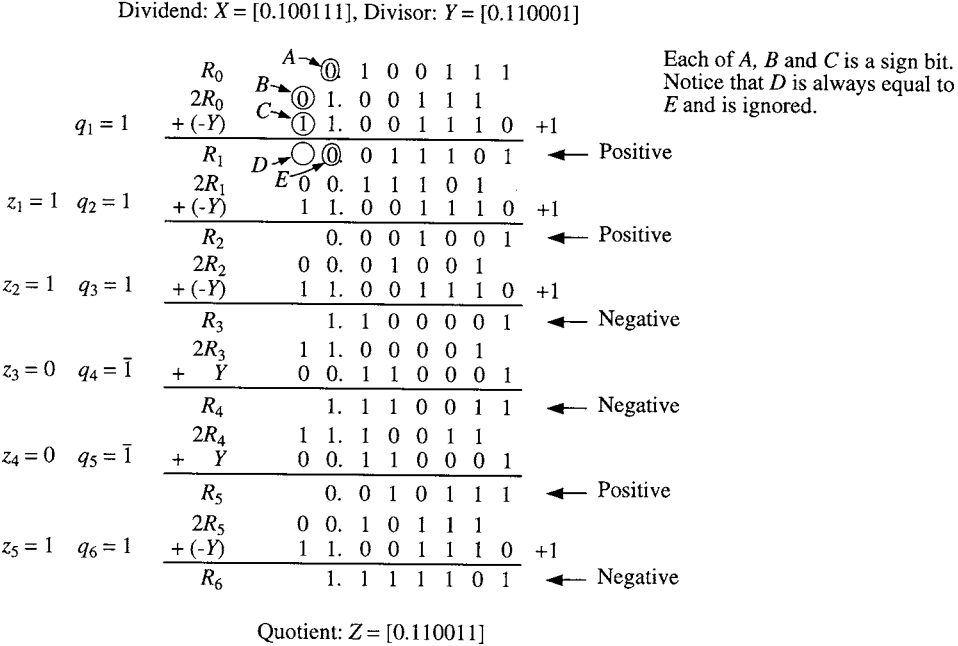 Dividend: X = [0.100111], Divisor: Y = [0.110001]
Each of A, B and C is a sign bit.
Notice that D is always equal to
E and is ignored.
A
R₀ 0. 1 0 0 1 1 1
B
2R₀ 0 1. 0 0 1 1 1
C
q₁ = 1 + (-Y) 1 1. 0 0 1 1 1 0 +1
R₁ D E 0. 0 1 1 1 0 1 Positive
2R₁ 0 0. 1 1 1 0 1
z₁ = 1 q₂ = 1 + (-Y) 1 1. 0 0 1 1 1 0 +1
R₂ 0. 0 0 1 0 0 1 Positive
2R₂ 0 0. 0 1 0 0 1
z₂ = 1 q₃ = 1 + (-Y) 1 1. 0 0 1 1 1 0 +1
R₃ 1. 1 0 0 0 0 1 Negative
2R₃ 1 1. 0 0 0 0 1
z₃ = 0 q₄ = 1̄ + Y 0 0. 1 1 0 0 0 1
R₄ 1. 1 1 0 0 1 1 Negative
2R₄ 1 1. 1 0 0 1 1
z₄ = 0 q₅ = 1̄ + Y 0 0. 1 1 0 0 0 1
R₅ 0. 0 1 0 1 1 1 Positive
2R₅ 0 0. 1 0 1 1 1
z₅ = 1 q₆ = 1 + (-Y) 1 1. 0 0 1 1 1 0 +1
R₆ 1. 1 1 1 1 0 1 Negative
Quotient: Z = [0.110011]